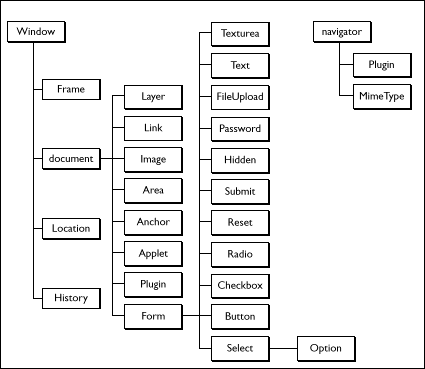 Window
Frame
document
Location
History
Layer
Link
Image
Area
Anchor
Applet
Plugin
Form
Texturea
Text
FileUpload
Password
Hidden
Submit
Reset
Radio
Checkbox
Button
Select
Option
navigator
Plugin
MimeType